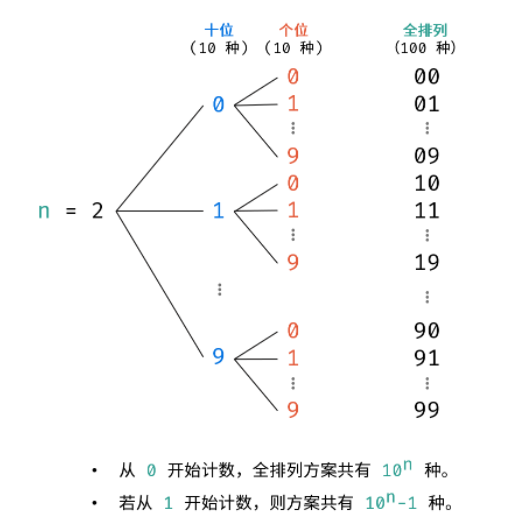 十位 个位 全排列
(10 种) (10 种) (100 种)
0 00
0 1 01
⋮ ⋮
9 09
0 10
n = 2 1 1 11
⋮ ⋮
9 19
⋮ ⋮
0 90
9 1 91
⋮ ⋮
9 99
• 从 0 开始计数，全排列方案共有 10ⁿ 种。
• 若从 1 开始计数，则方案共有 10ⁿ-1 种。